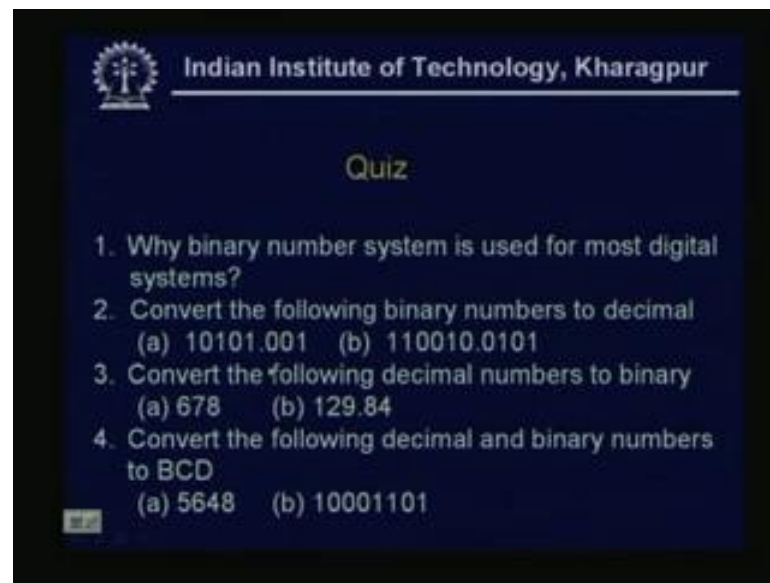 Indian Institute of Technology, Kharagpur
Quiz
1. Why binary number system is used for most digital
systems?
2. Convert the following binary numbers to decimal
(a) 10101.001 (b) 110010.0101
3. Convert the following decimal numbers to binary
(a) 678 (b) 129.84
4. Convert the following decimal and binary numbers
to BCD
(a) 5648 (b) 10001101